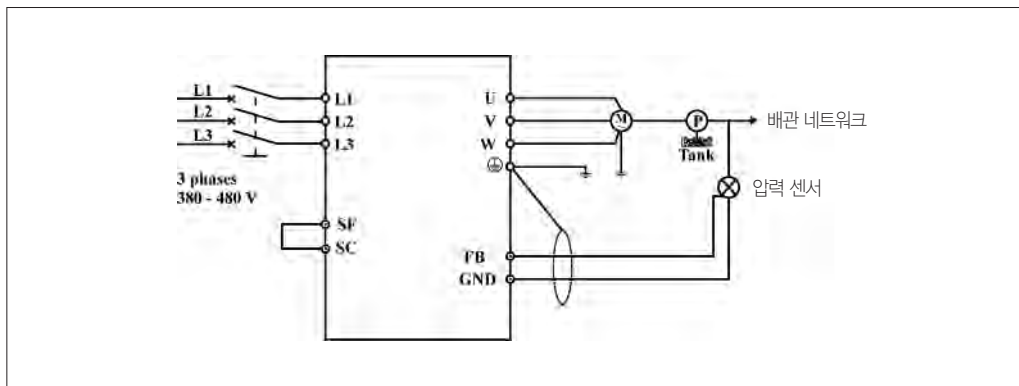 L1
L2
L3
3 phases
380 - 480 V
L1
L2
L3
SF
SC
U
V
W
FB
GND
M
P
Tank
배관 네트워크
압력 센서